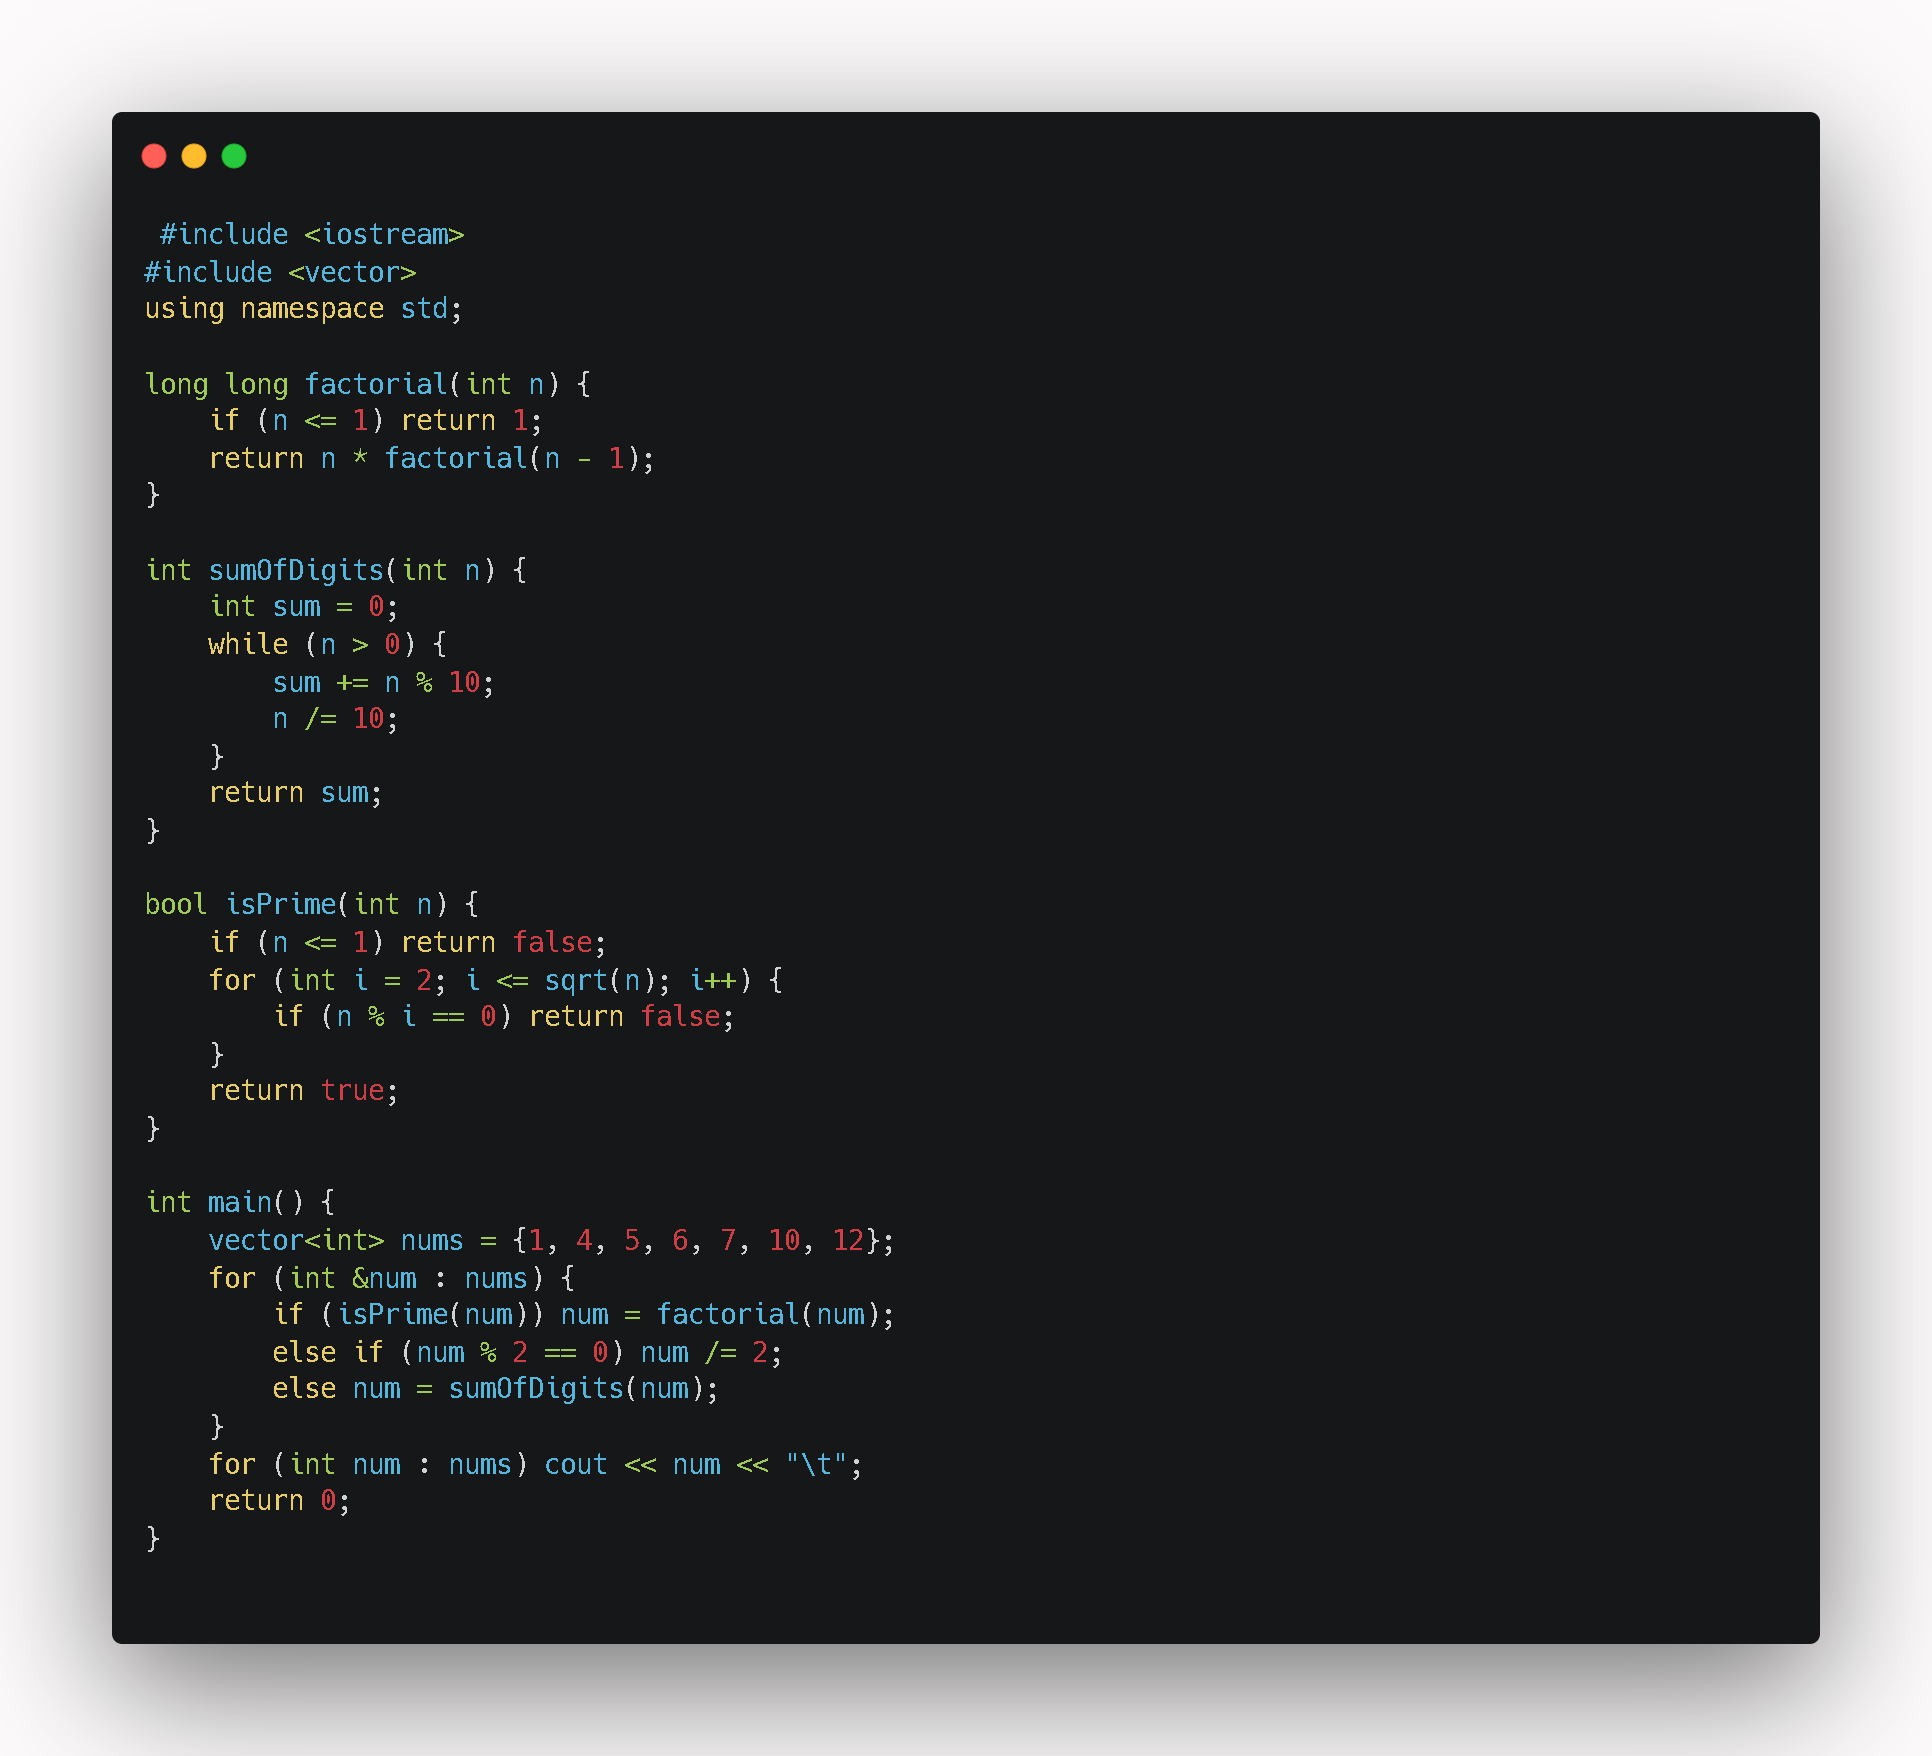 #include <iostream>
#include <vector>
using namespace std;

long long factorial(int n) {
    if (n <= 1) return 1;
    return n * factorial(n - 1);
}

int sumOfDigits(int n) {
    int sum = 0;
    while (n > 0) {
        sum += n % 10;
        n /= 10;
    }
    return sum;
}

bool isPrime(int n) {
    if (n <= 1) return false;
    for (int i = 2; i <= sqrt(n); i++) {
        if (n % i == 0) return false;
    }
    return true;
}

int main() {
    vector<int> nums = {1, 4, 5, 6, 7, 10, 12};
    for (int &num : nums) {
        if (isPrime(num)) num = factorial(num);
        else if (num % 2 == 0) num /= 2;
        else num = sumOfDigits(num);
    }
    for (int num : nums) cout << num << "\t";
    return 0;
}